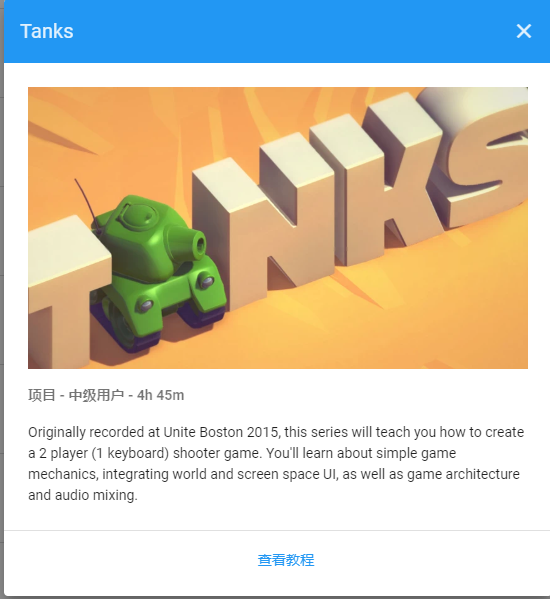 Tanks
TANKS
项目 - 中级用户 - 4h 45m
Originally recorded at Unite Boston 2015, this series will teach you how to create
a 2 player (1 keyboard) shooter game. You'll learn about simple game
mechanics, integrating world and screen space UI, as well as game architecture
and audio mixing.
查看教程